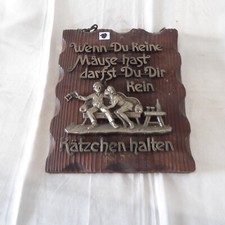 Wenn Du keine
Mäuse hast
darfst Du Dir
kein
Kätzchen halten